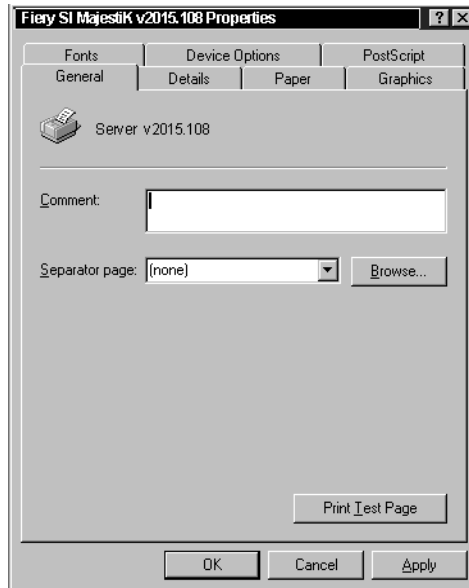 Fiery SI MajestiK v2015.108 Properties ? ×
Fonts Device Options PostScript
General Details Paper Graphics
Server v2015.108
Comment:
Separator page: (none) Browse...
Print Test Page
OK Cancel Apply